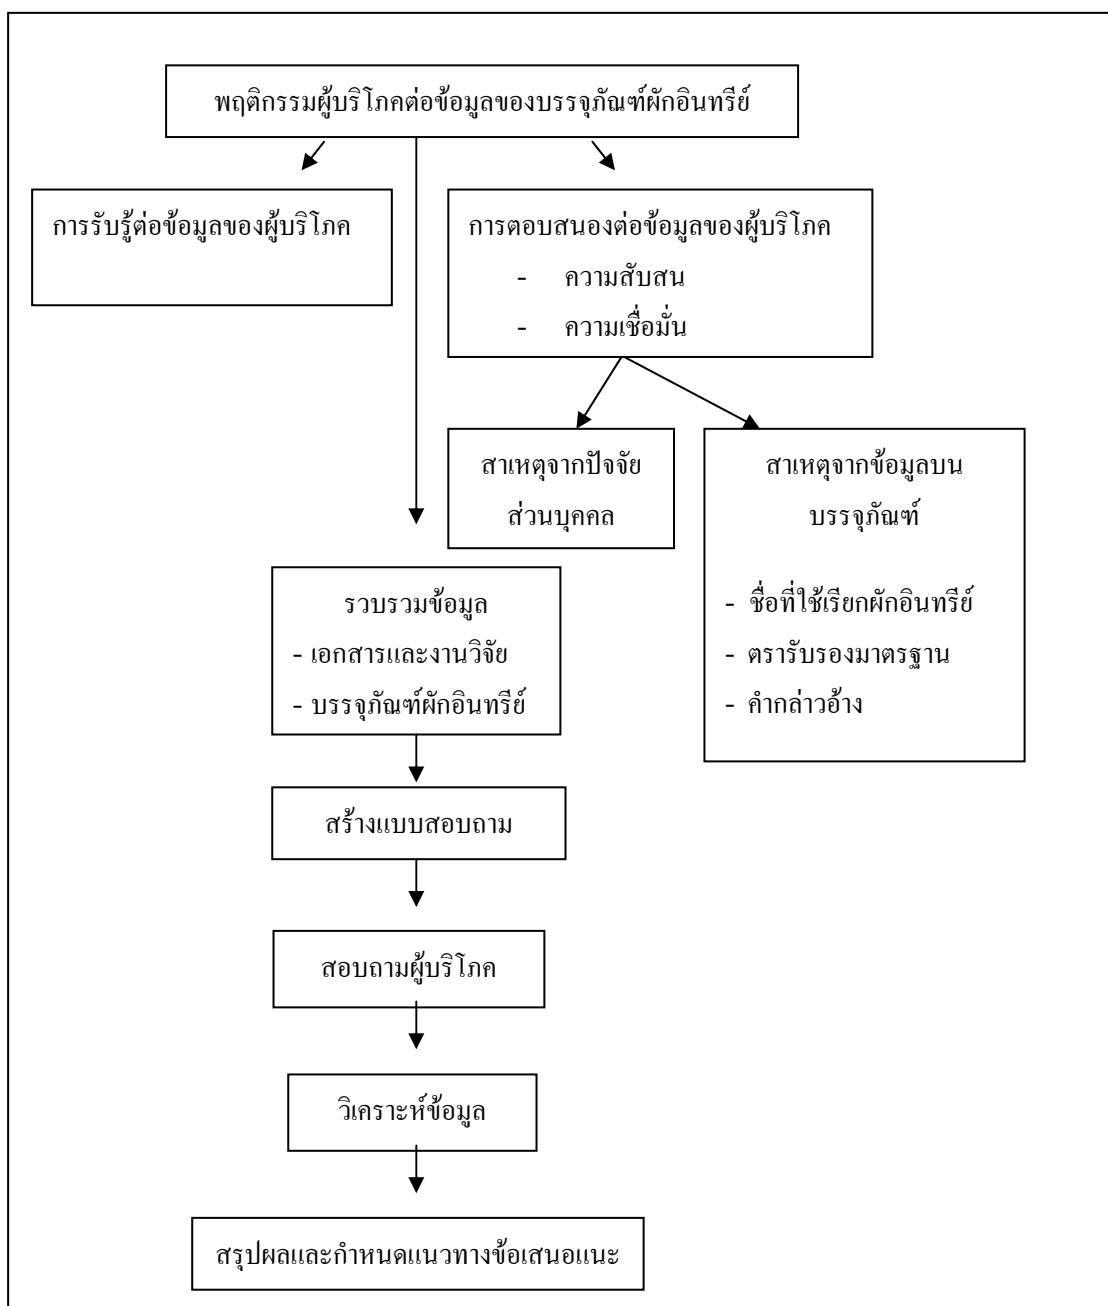 พฤติกรรมผู้บริโภคต่อข้อมูลของบรรจุภัณฑ์ผักอินทรีย์
การรับรู้ต่อข้อมูลของผู้บริโภค
การตอบสนองต่อข้อมูลของผู้บริโภค
- ความสับสน
- ความเชื่อมั่น
สาเหตุจากปัจจัย
ส่วนบุคคล
สาเหตุจากข้อมูลบน
บรรจุภัณฑ์
- ชื่อที่ใช้เรียกผักอินทรีย์
- ตรารับรองมาตรฐาน
- คำกล่าวอ้าง
รวบรวมข้อมูล
- เอกสารและงานวิจัย
- บรรจุภัณฑ์ผักอินทรีย์
สร้างแบบสอบถาม
สอบถามผู้บริโภค
วิเคราะห์ข้อมูล
สรุปผลและกำหนดแนวทางข้อเสนอแนะ